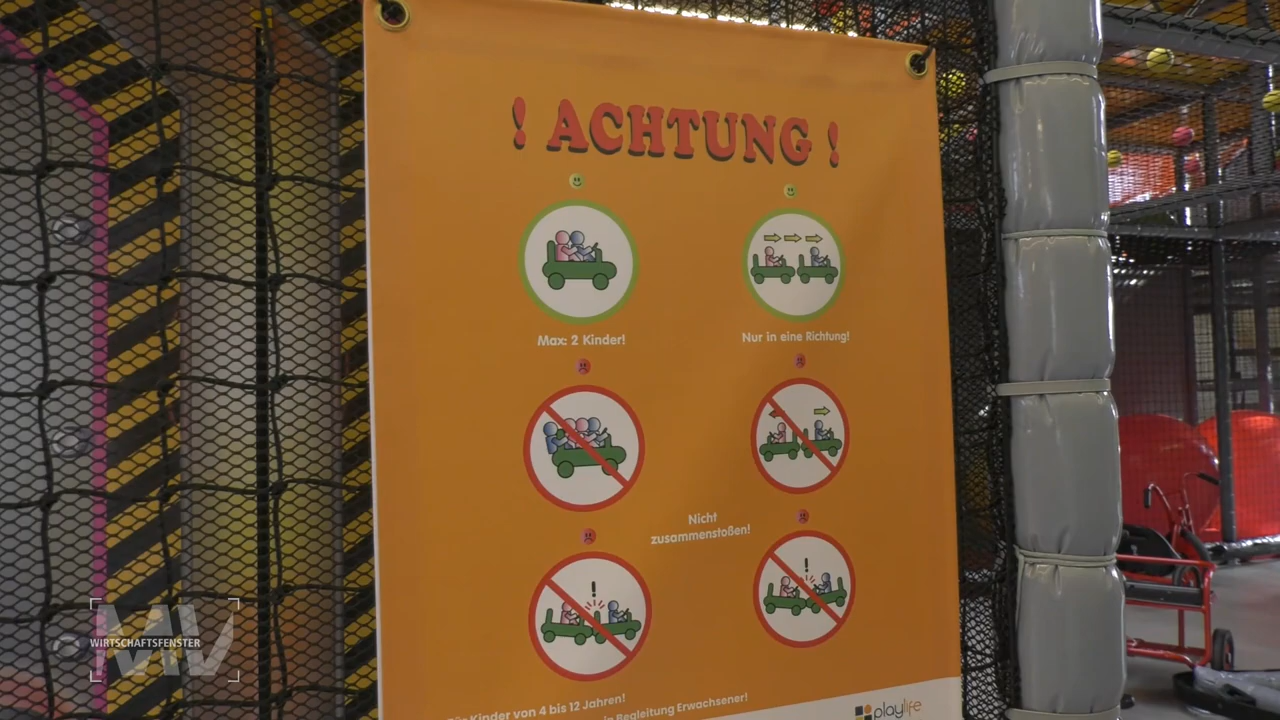 ! ACHTUNG !
Max: 2 Kinder!
Nur in eine Richtung!
Nicht
zusammenstoßen!
Kinder von 4 bis 12 Jahren!
in Begleitung Erwachsener!
playlife
MV
WIRTSCHAFTSFENSTER